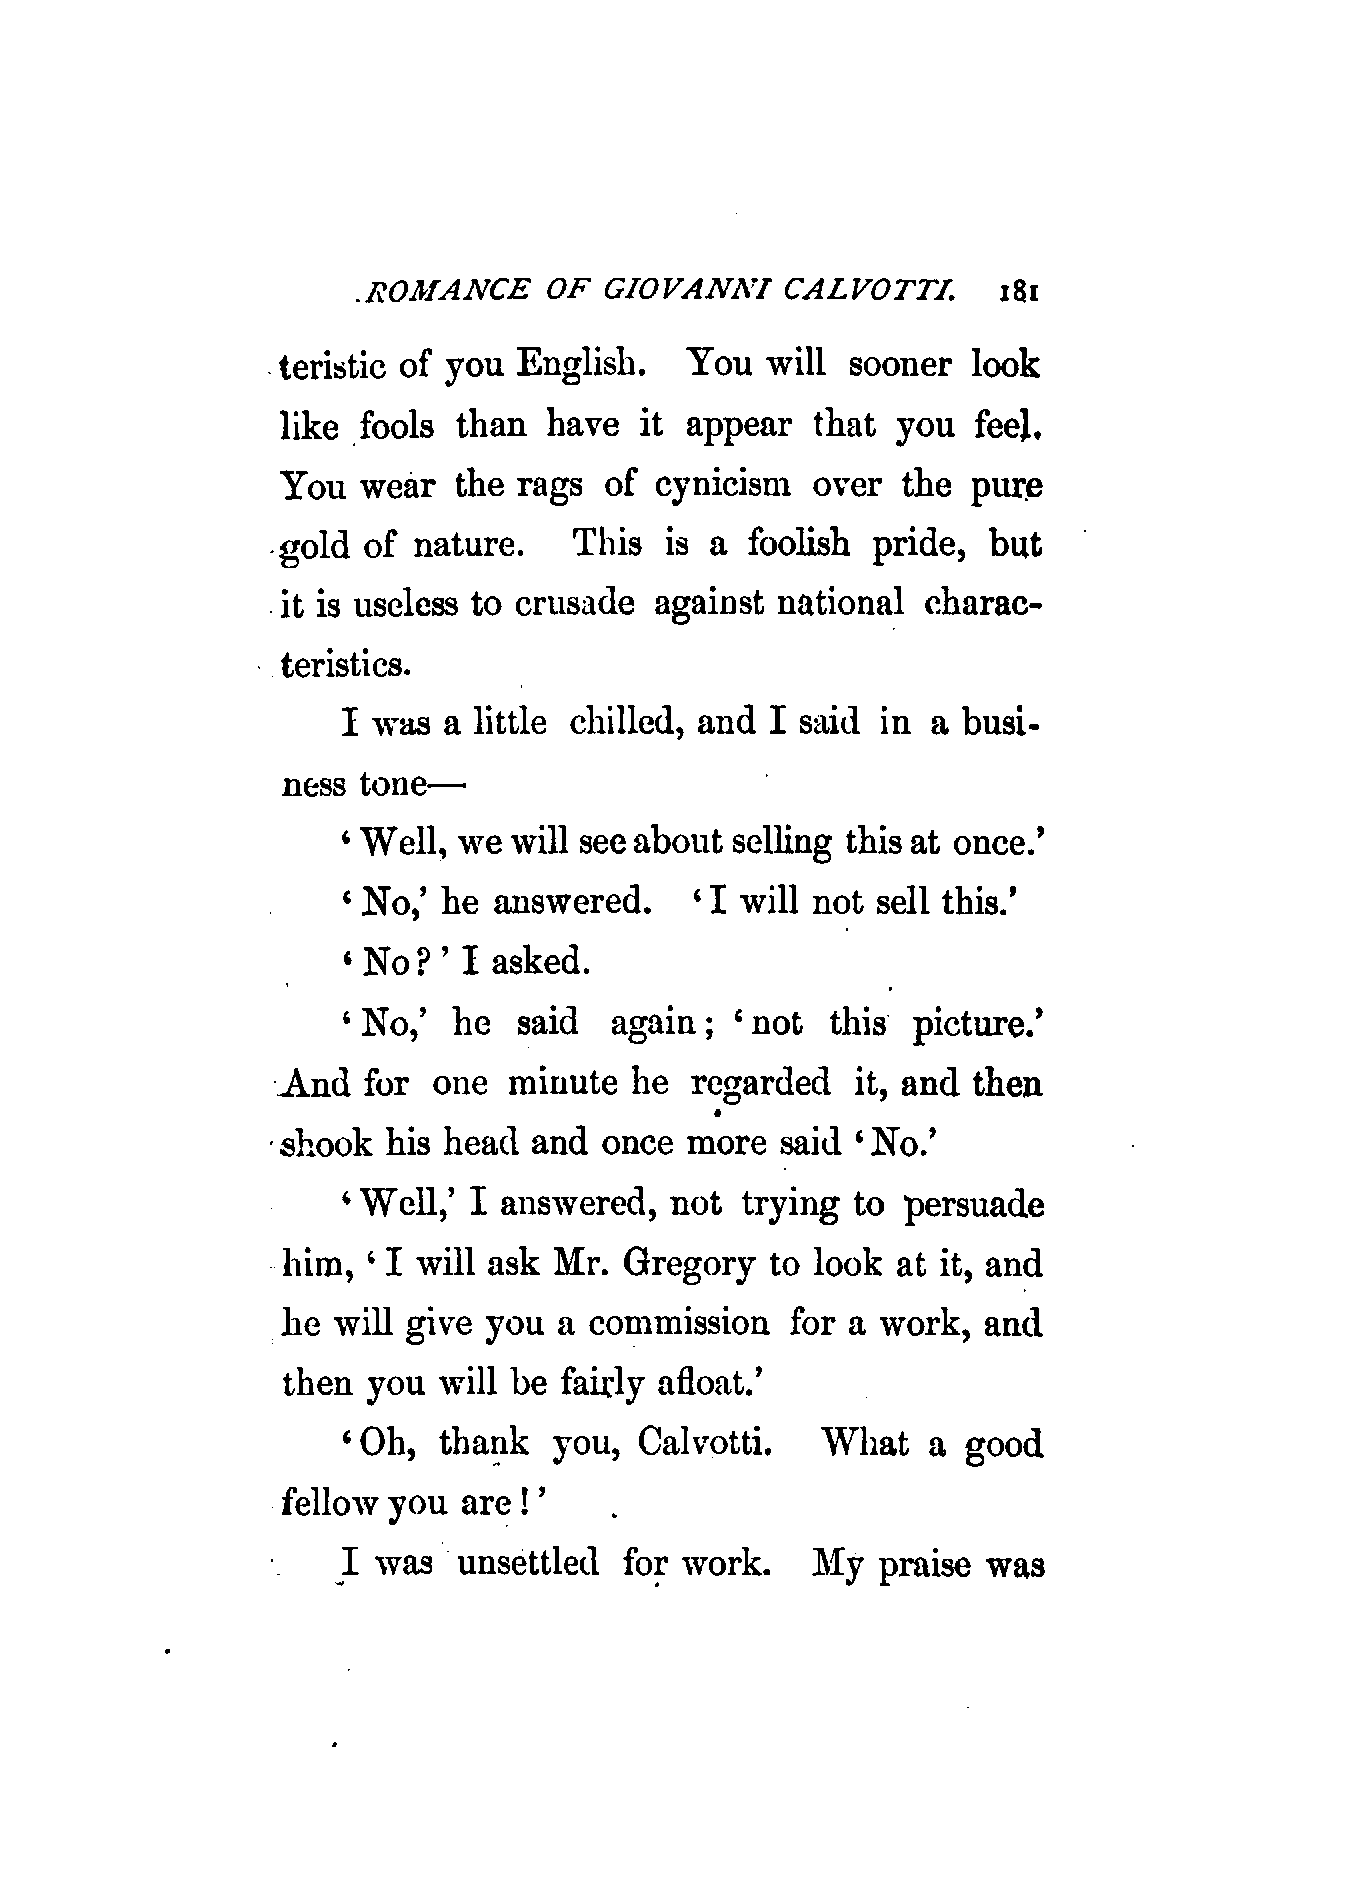 ROMANCE OF GIOVANNI CALVOTTI. 181
teristic of you English. You will sooner look
like fools than have it appear that you feel.
You wear the rags of cynicism over the pure
gold of nature. This is a foolish pride, but
it is useless to crusade against national charac-
teristics.
I was a little chilled, and I said in a busi-
ness tone—
‘Well, we will see about selling this at once.’
‘No,’ he answered. ‘I will not sell this.’
‘No?’ I asked.
‘No,’ he said again; ‘not this picture.’
And for one minute he regarded it, and then
shook his head and once more said ‘No.’
‘Well,’ I answered, not trying to persuade
him, ‘I will ask Mr. Gregory to look at it, and
he will give you a commission for a work, and
then you will be fairly afloat.’
‘Oh, thank you, Calvotti. What a good
fellow you are!’
I was unsettled for work. My praise was